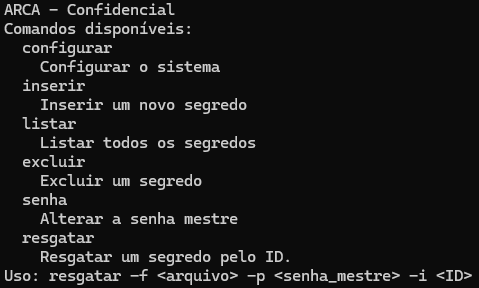 ARCA – Confidencial
Comandos disponíveis:
configurar
Configurar o sistema
inserir
Inserir um novo segredo
listar
Listar todos os segredos
excluir
Excluir um segredo
senha
Alterar a senha mestre
resgatar
Resgatar um segredo pelo ID.
Uso: resgatar -f <arquivo> -p <senha_mestre> -i <ID>